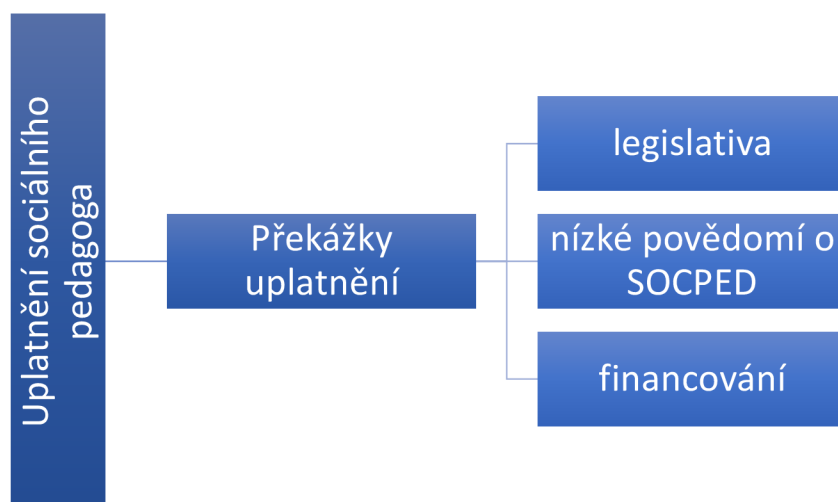 Uplatnění sociálního
pedagoga
Překážky
uplatnění
legislativa
nízké povědomí o
SOCPED
financování